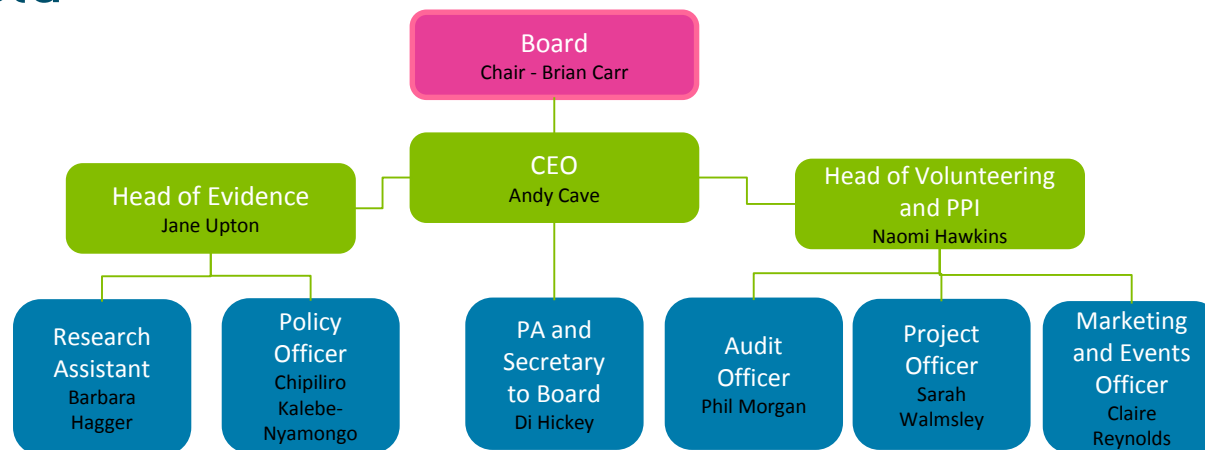 Board
Chair - Brian Carr
CEO
Andy Cave
Head of Evidence
Jane Upton
Head of Volunteering
and PPI
Naomi Hawkins
Research
Assistant
Barbara
Hagger
Policy
Officer
Chipiliro
Kalebe-
Nyamongo
PA and
Secretary
to Board
Di Hickey
Audit
Officer
Phil Morgan
Project
Officer
Sarah
Walmsley
Marketing
and Events
Officer
Claire
Reynolds